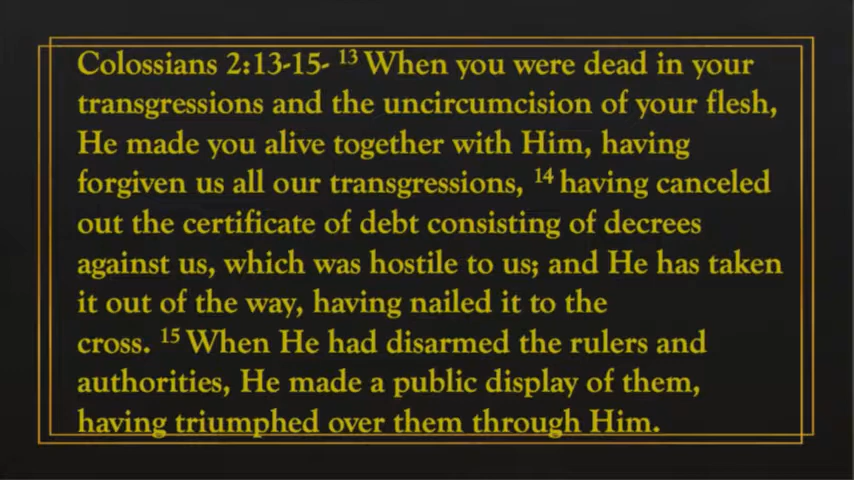 Colossians 2:13-15- ¹³ When you were dead in your
transgressions and the uncircumcision of your flesh,
He made you alive together with Him, having
forgiven us all our transgressions, ¹⁴ having canceled
out the certificate of debt consisting of decrees
against us, which was hostile to us; and He has taken
it out of the way, having nailed it to the
cross. ¹⁵ When He had disarmed the rulers and
authorities, He made a public display of them,
having triumphed over them through Him.